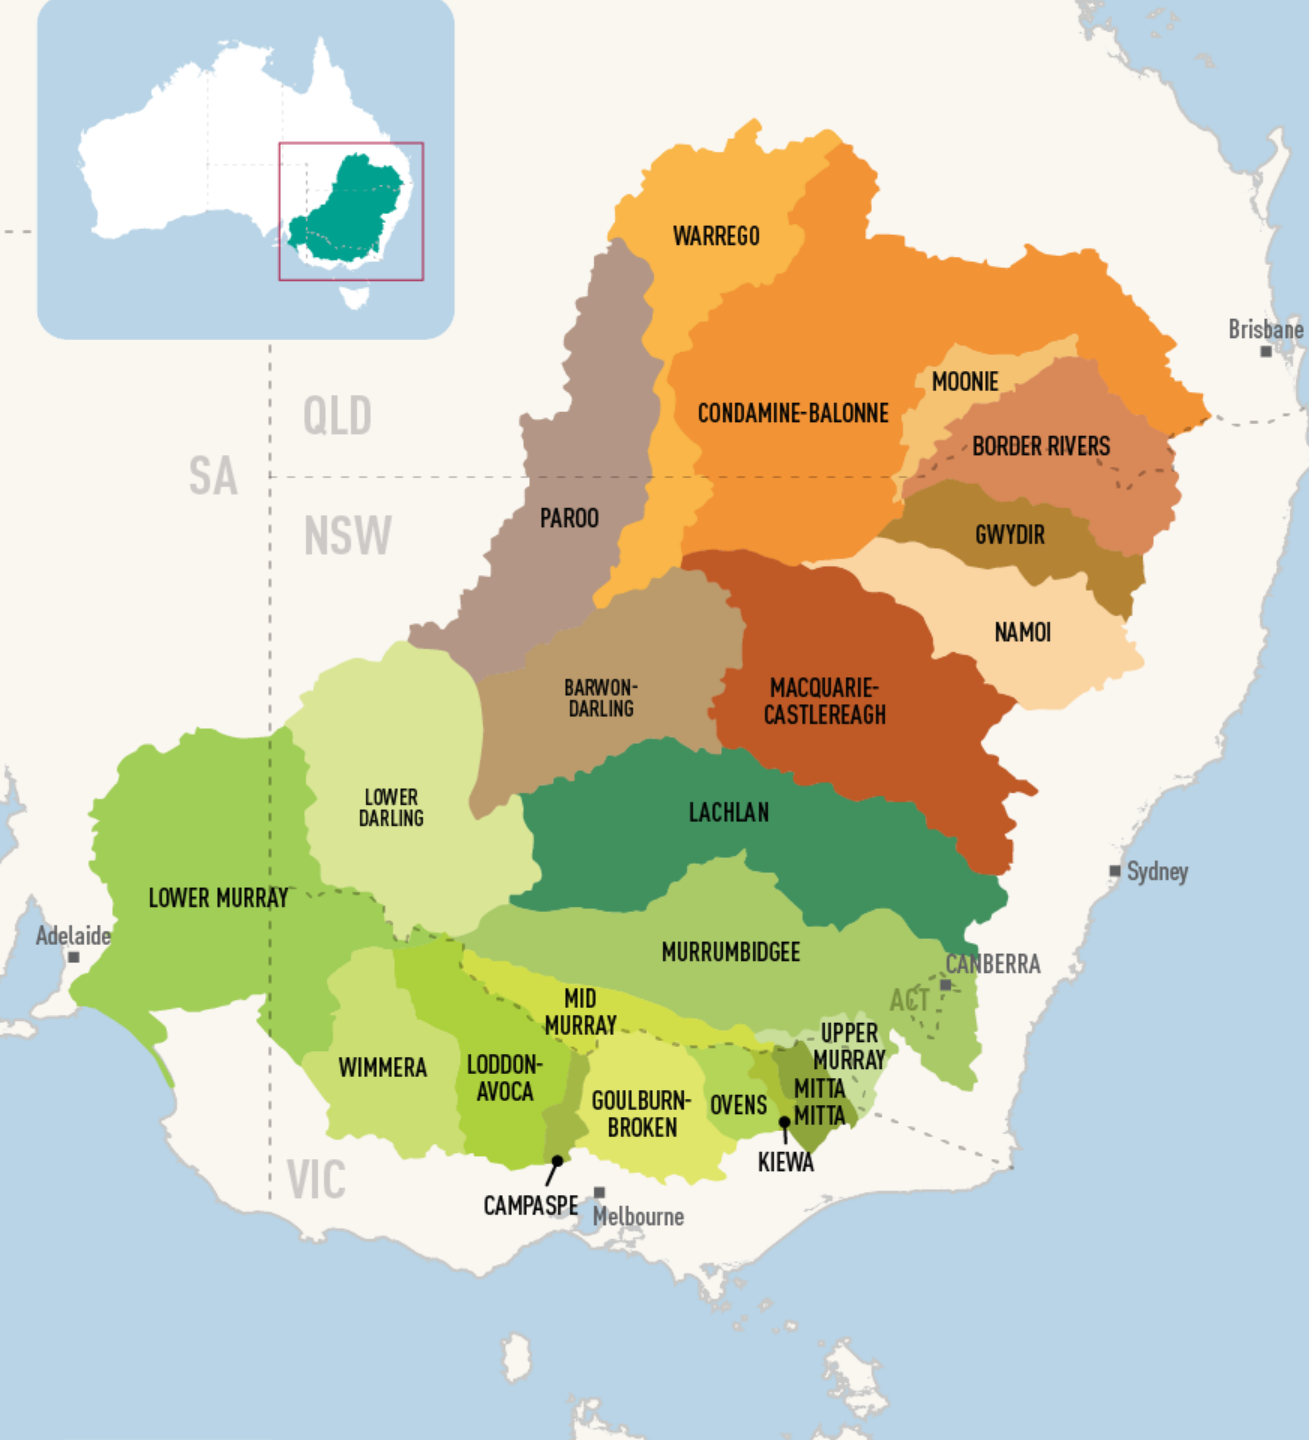 WARREGO
Brisbane
MOONIE
QLD
CONDAMINE-BALONNE
BORDER RIVERS
SA
PAROO
NSW
GWYDIR
NAMOI
BARWON-
DARLING
MACQUARIE-
CASTLEREAGH
LOWER
DARLING
LACHLAN
Sydney
LOWER MURRAY
Adelaide
MURRUMBIDGEE
CANBERRA
ACT
MID
MURRAY
UPPER
MURRAY
WIMMERA
LODDON-
AVOCA
GOULBURN-
BROKEN
OVENS
MITTA
MITTA
KIEWA
VIC
CAMPASPE
Melbourne